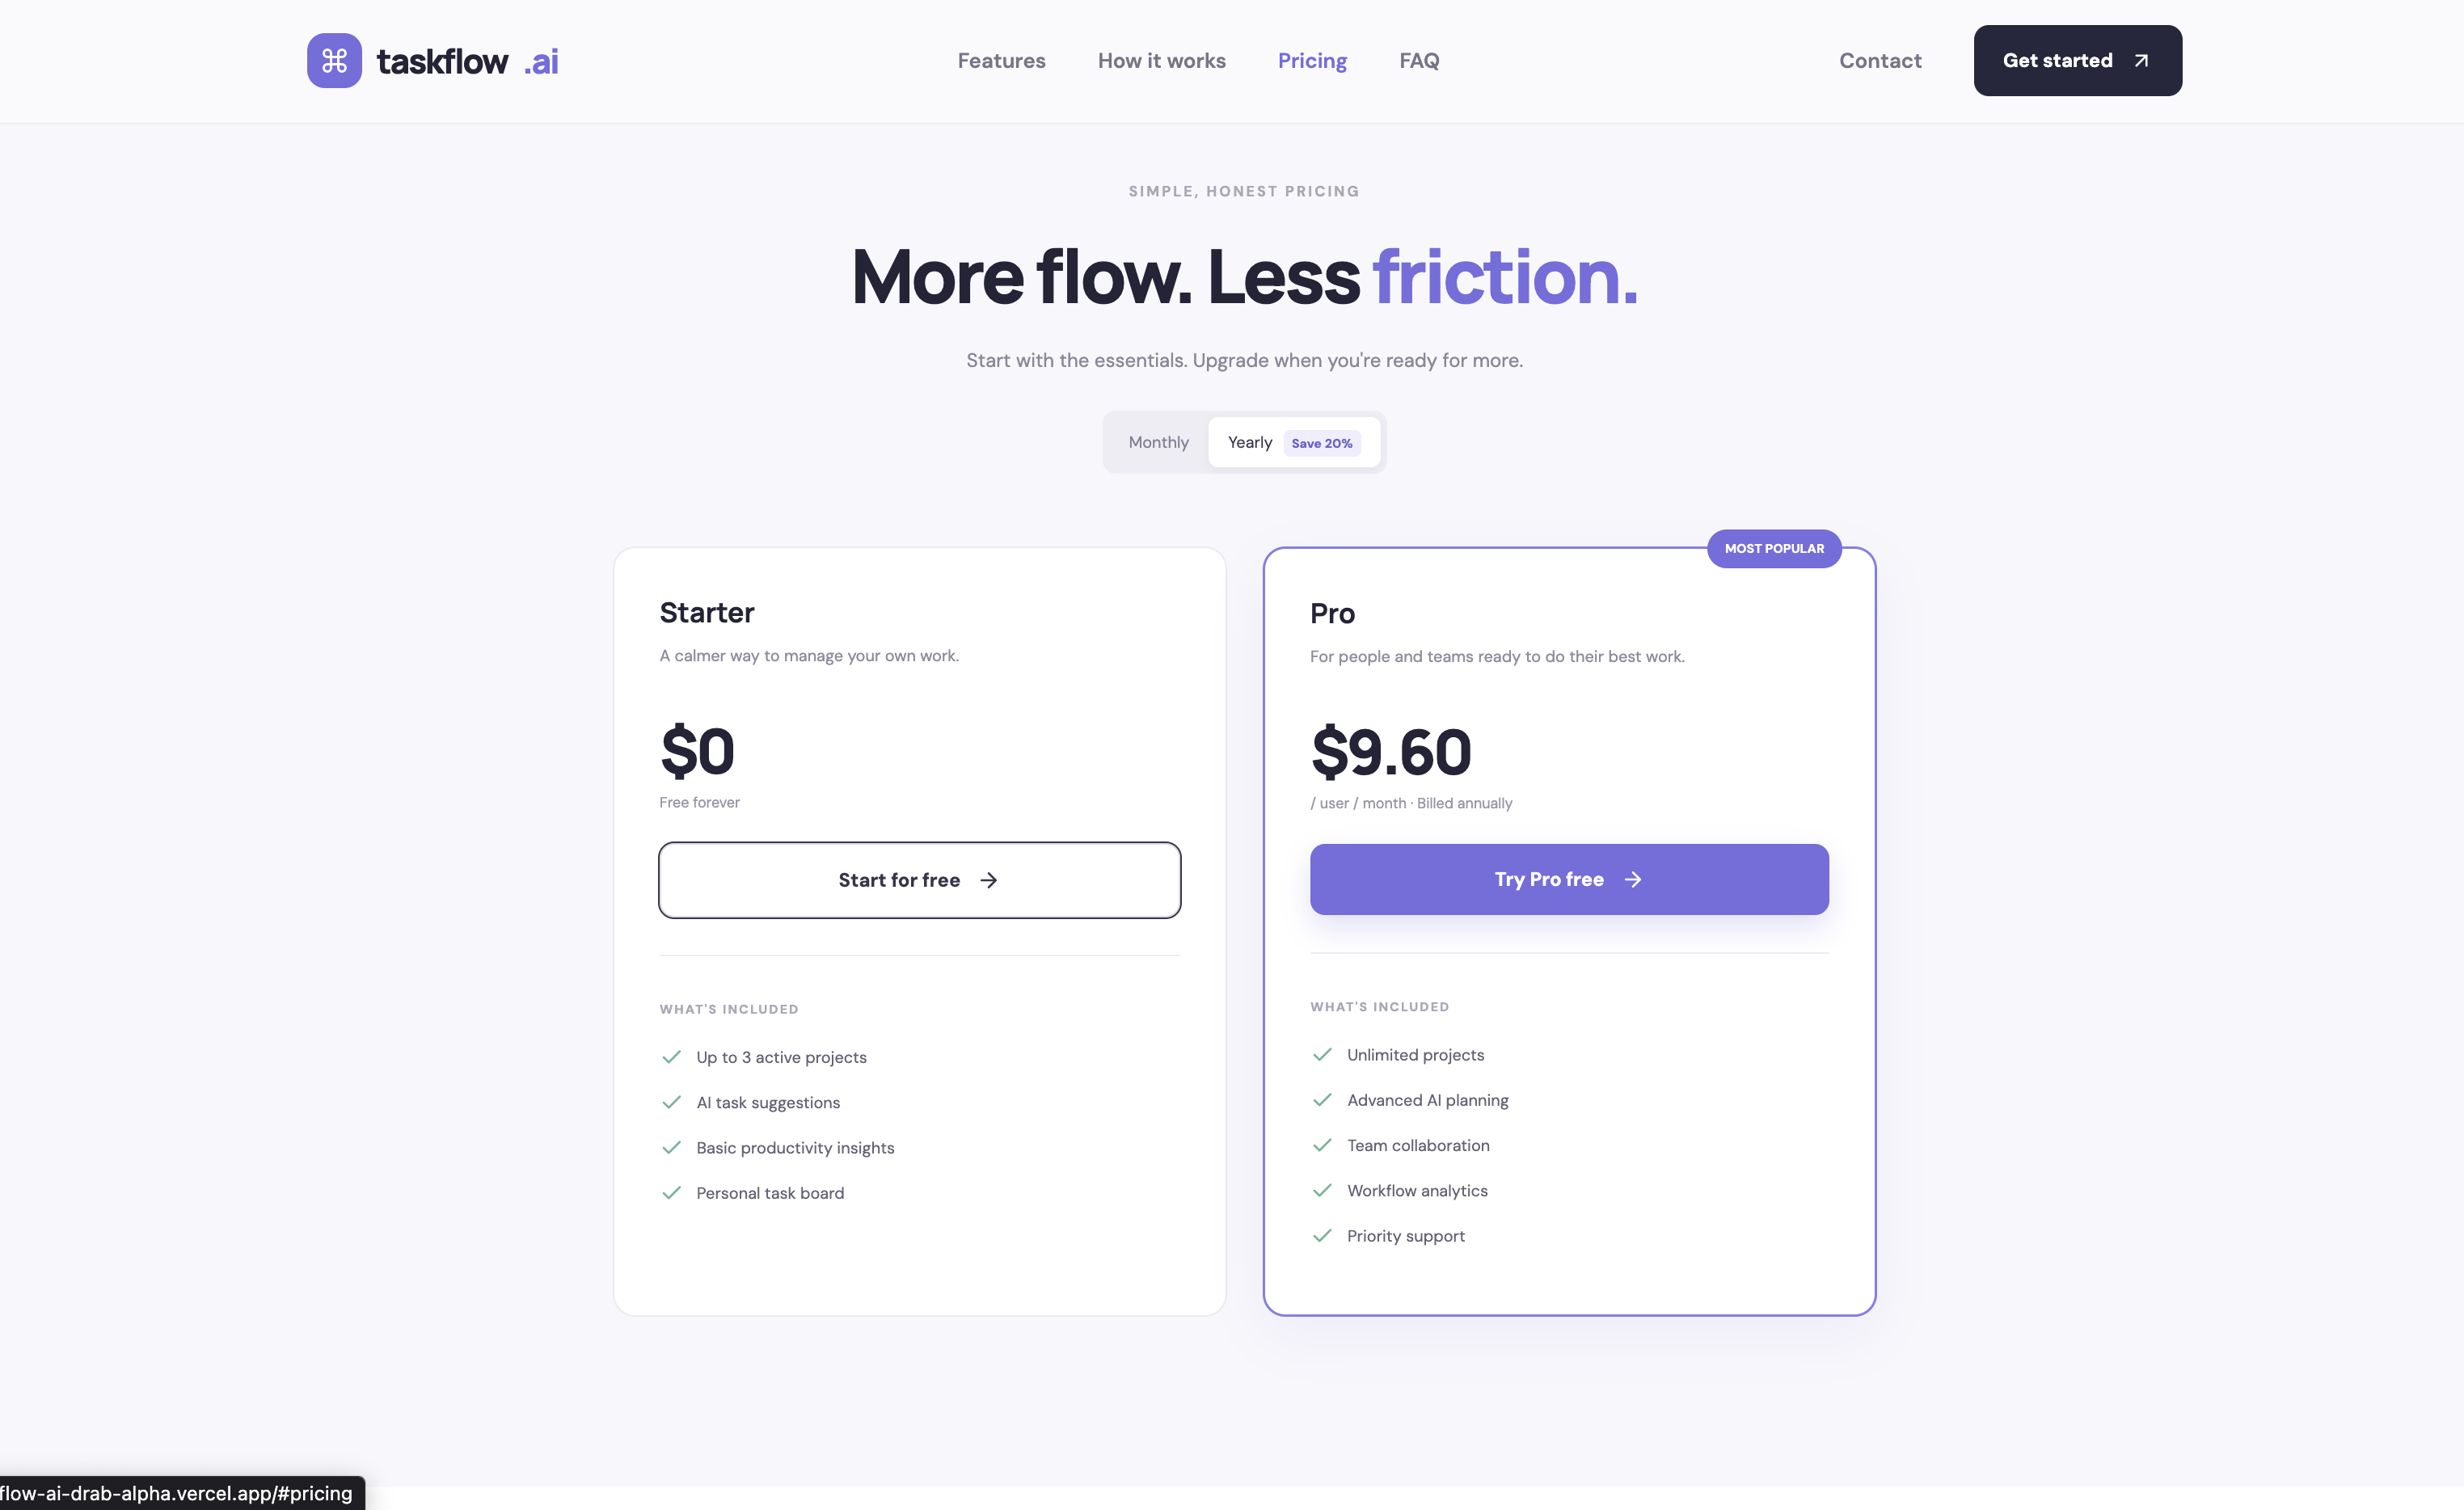 taskflow .ai
Features
How it works
Pricing
FAQ
Contact
Get started
SIMPLE, HONEST PRICING
More flow. Less friction.
Start with the essentials. Upgrade when you're ready for more.
Monthly
Yearly Save 20%
Starter
A calmer way to manage your own work.
$0
Free forever
Start for free
WHAT'S INCLUDED
Up to 3 active projects
AI task suggestions
Basic productivity insights
Personal task board
MOST POPULAR
Pro
For people and teams ready to do their best work.
$9.60
/ user / month · Billed annually
Try Pro free
WHAT'S INCLUDED
Unlimited projects
Advanced AI planning
Team collaboration
Workflow analytics
Priority support
flow-ai-drab-alpha.vercel.app/#pricing